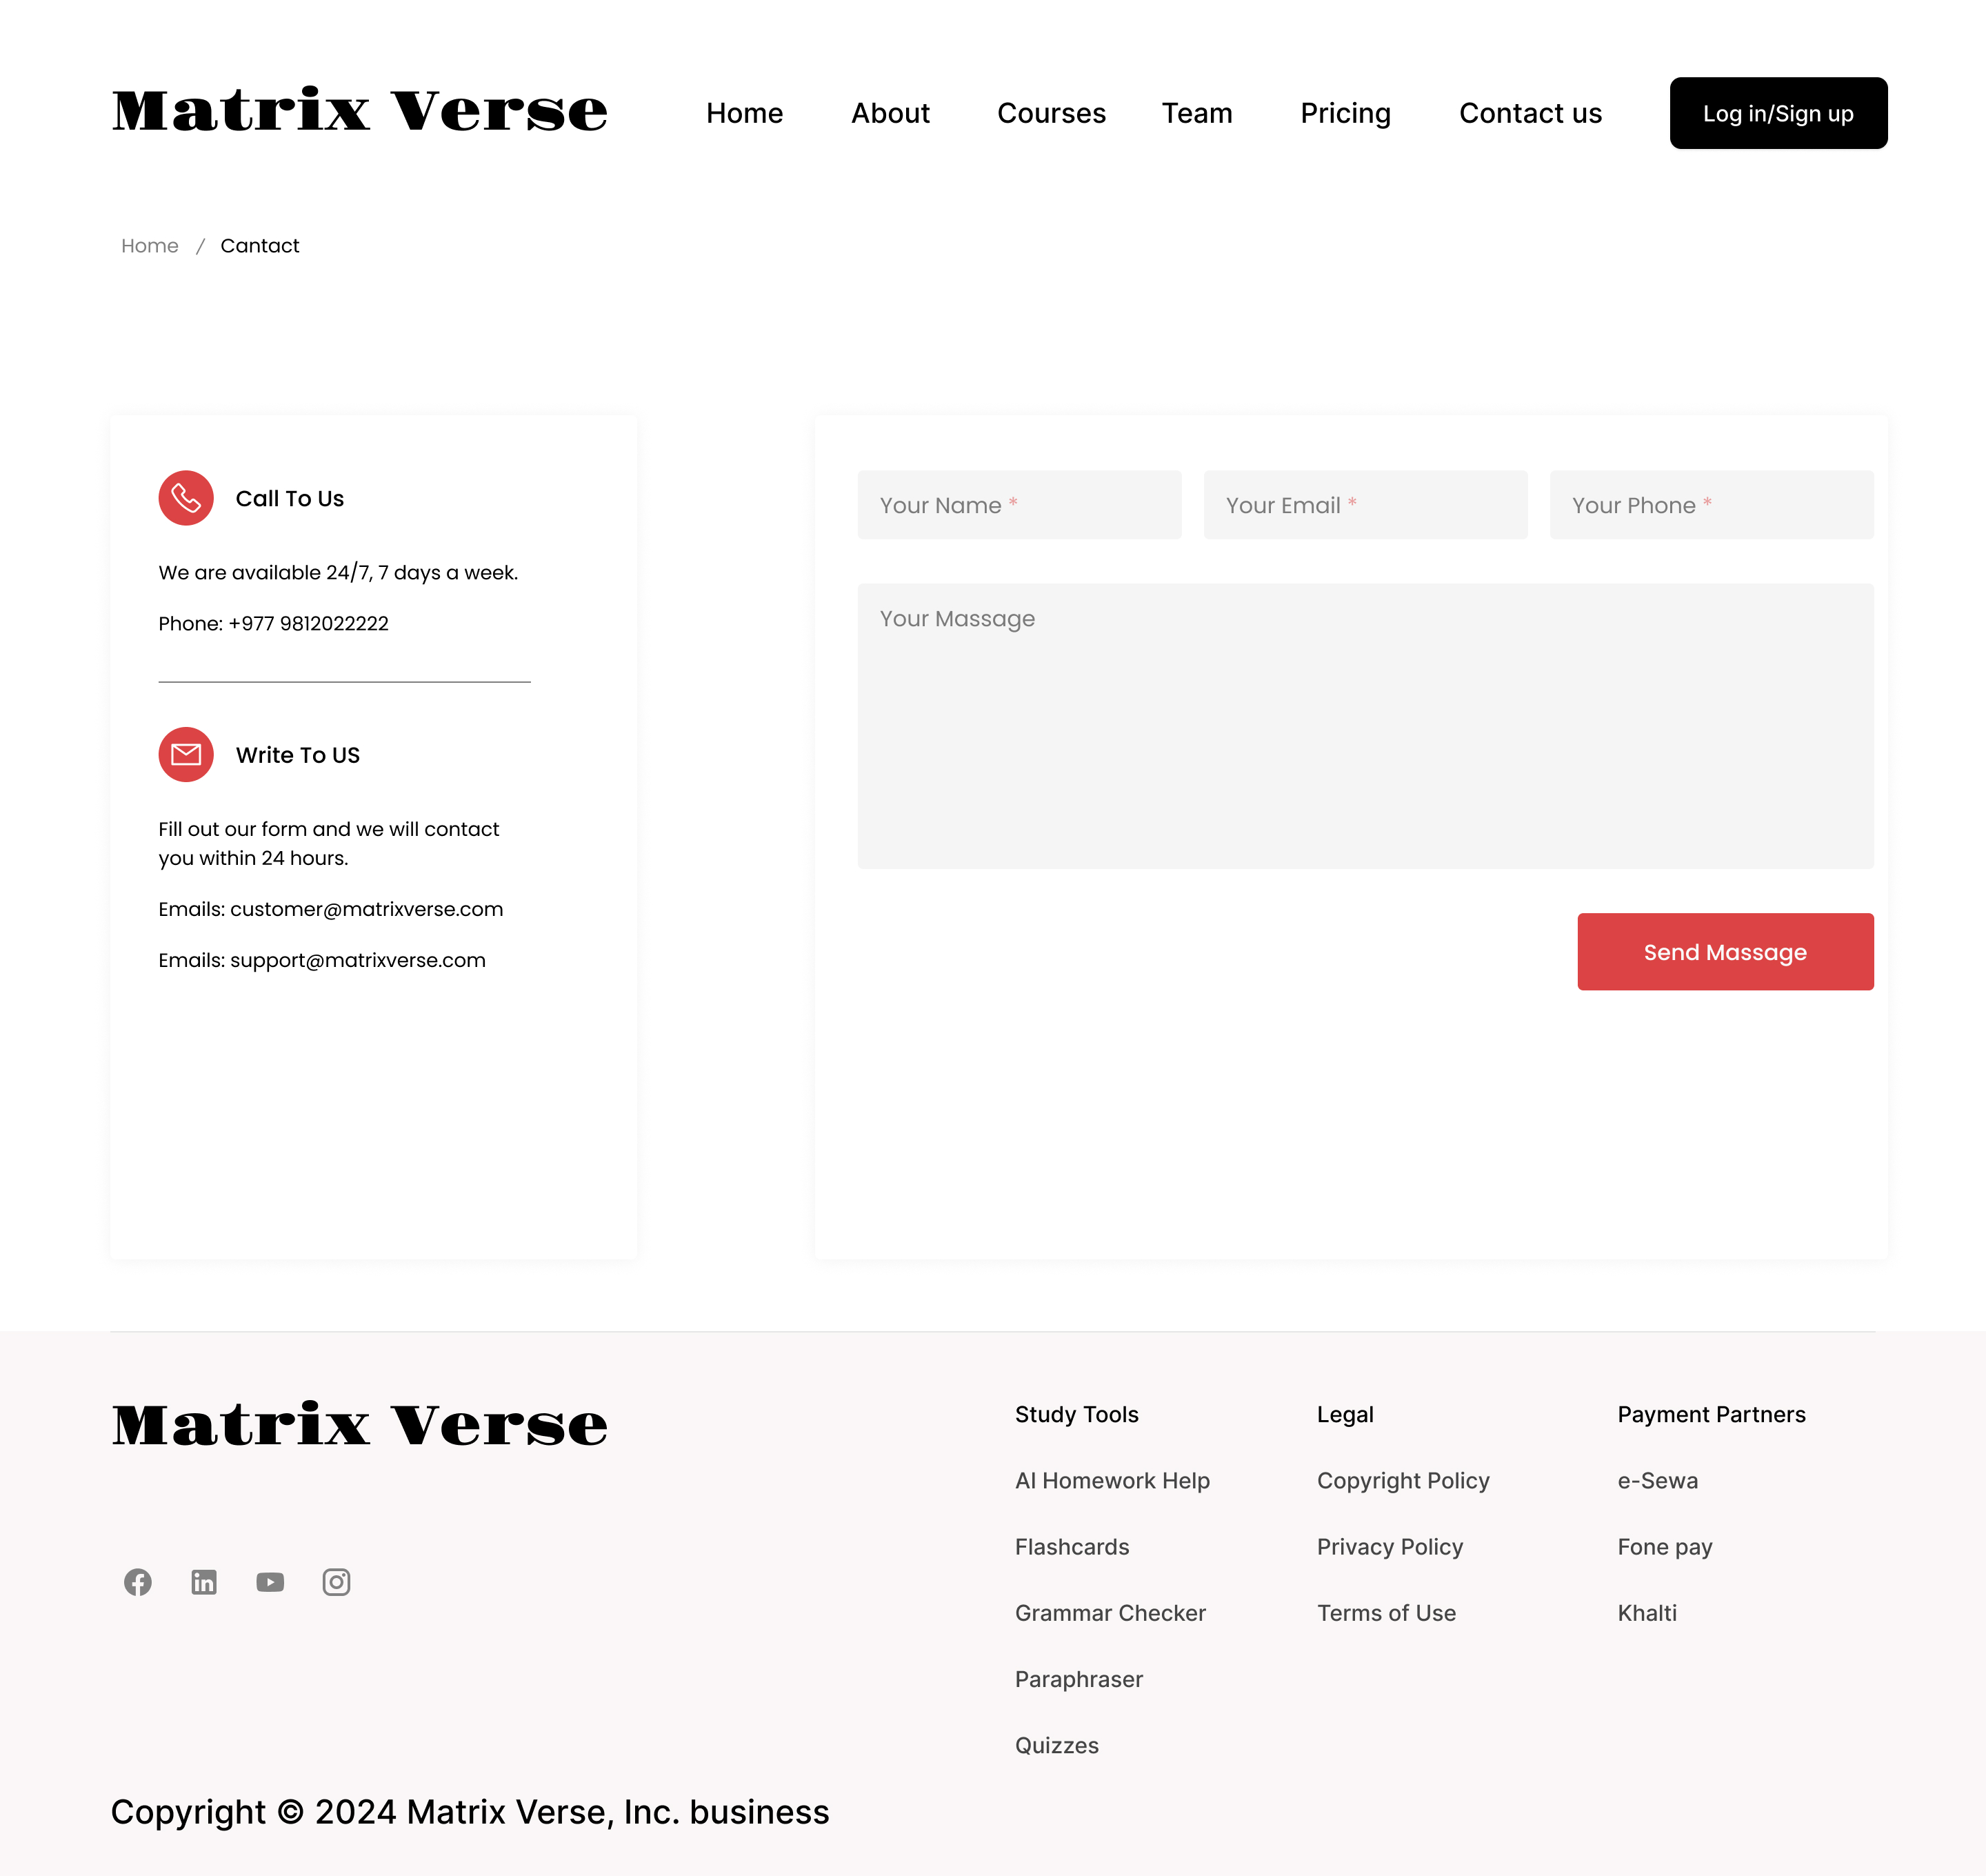 Matrix Verse
Home About Courses Team Pricing Contact us Log in/Sign up
Home / Cantact
Call To Us
We are available 24/7, 7 days a week.
Phone: +977 9812022222
Write To US
Fill out our form and we will contact
you within 24 hours.
Emails: customer@matrixverse.com
Emails: support@matrixverse.com
Your Name * Your Email * Your Phone *
Your Massage
Send Massage
Matrix Verse
Study Tools
AI Homework Help
Flashcards
Grammar Checker
Paraphraser
Quizzes
Legal
Copyright Policy
Privacy Policy
Terms of Use
Payment Partners
e-Sewa
Fone pay
Khalti
Copyright © 2024 Matrix Verse, Inc. business